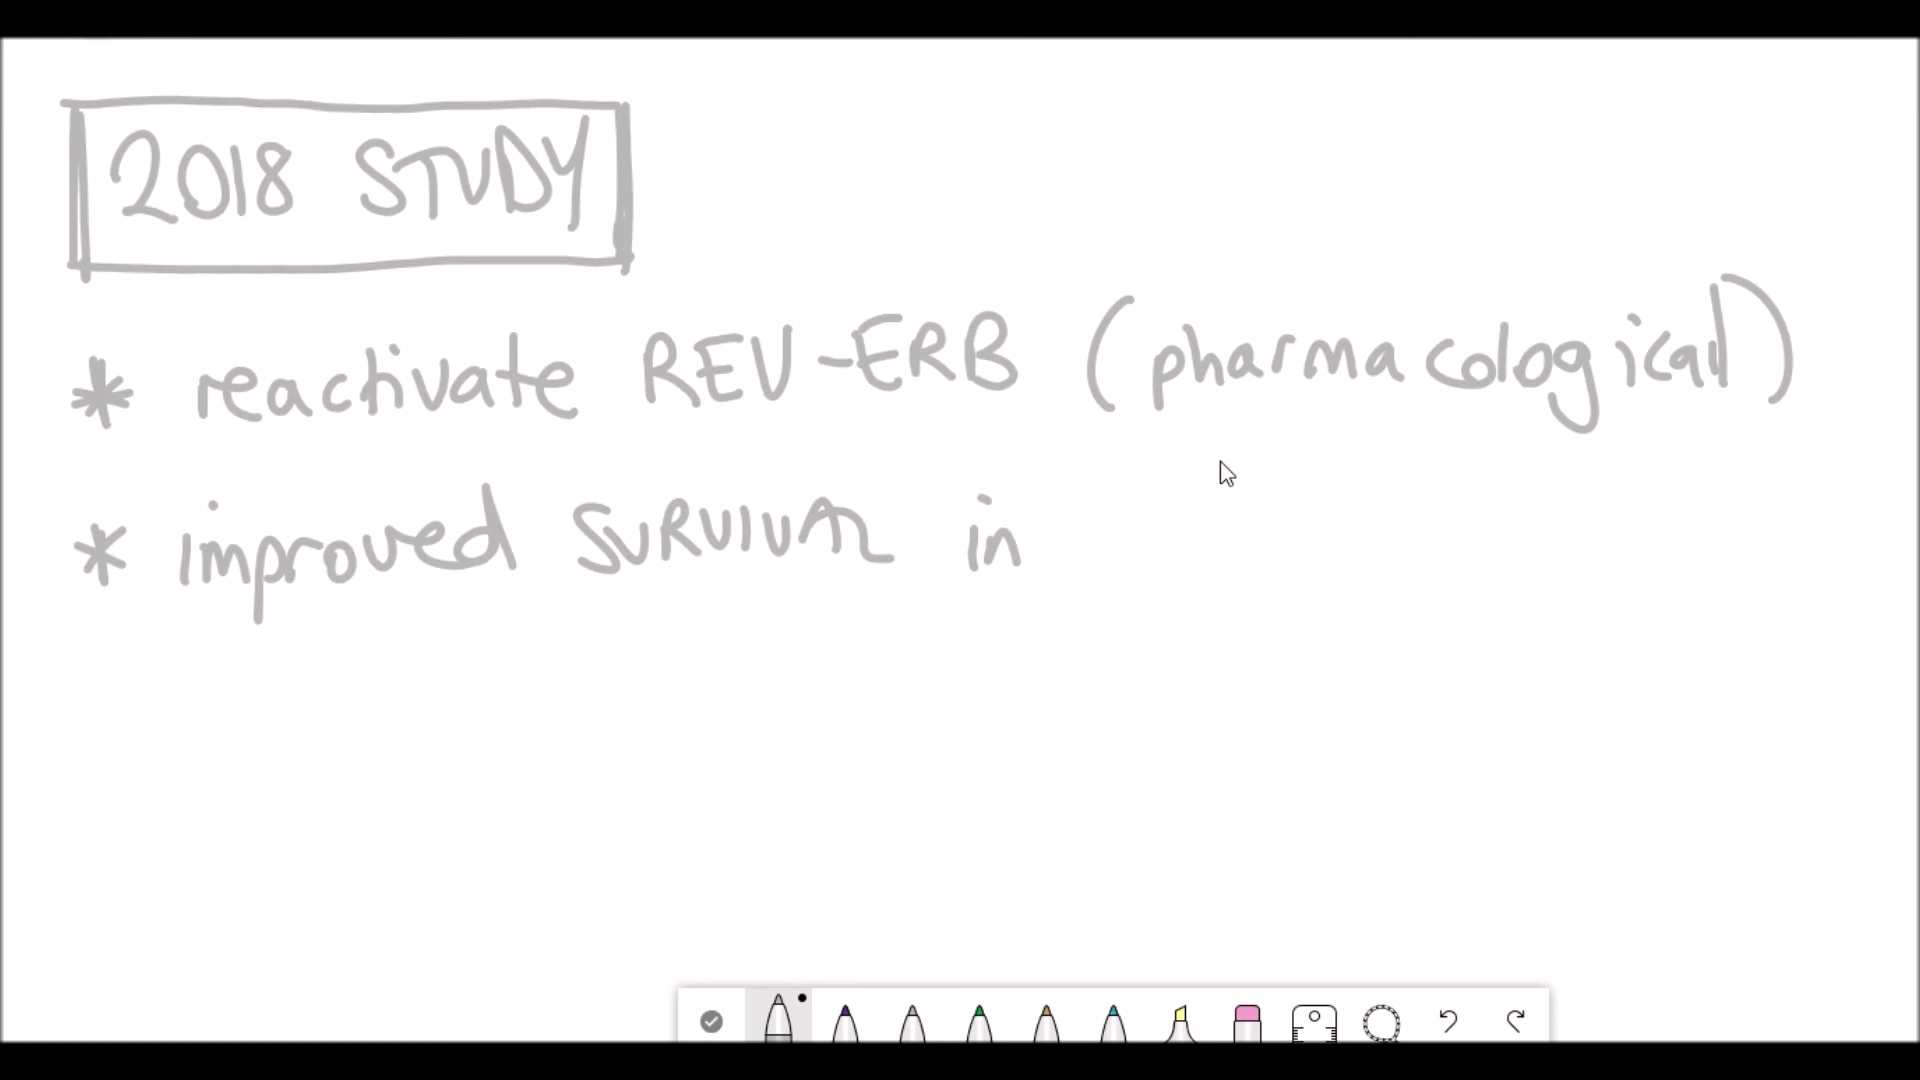 2018 STUDY
* reactivate REV-ERB (pharmacological)
* improved SURVIVAL in